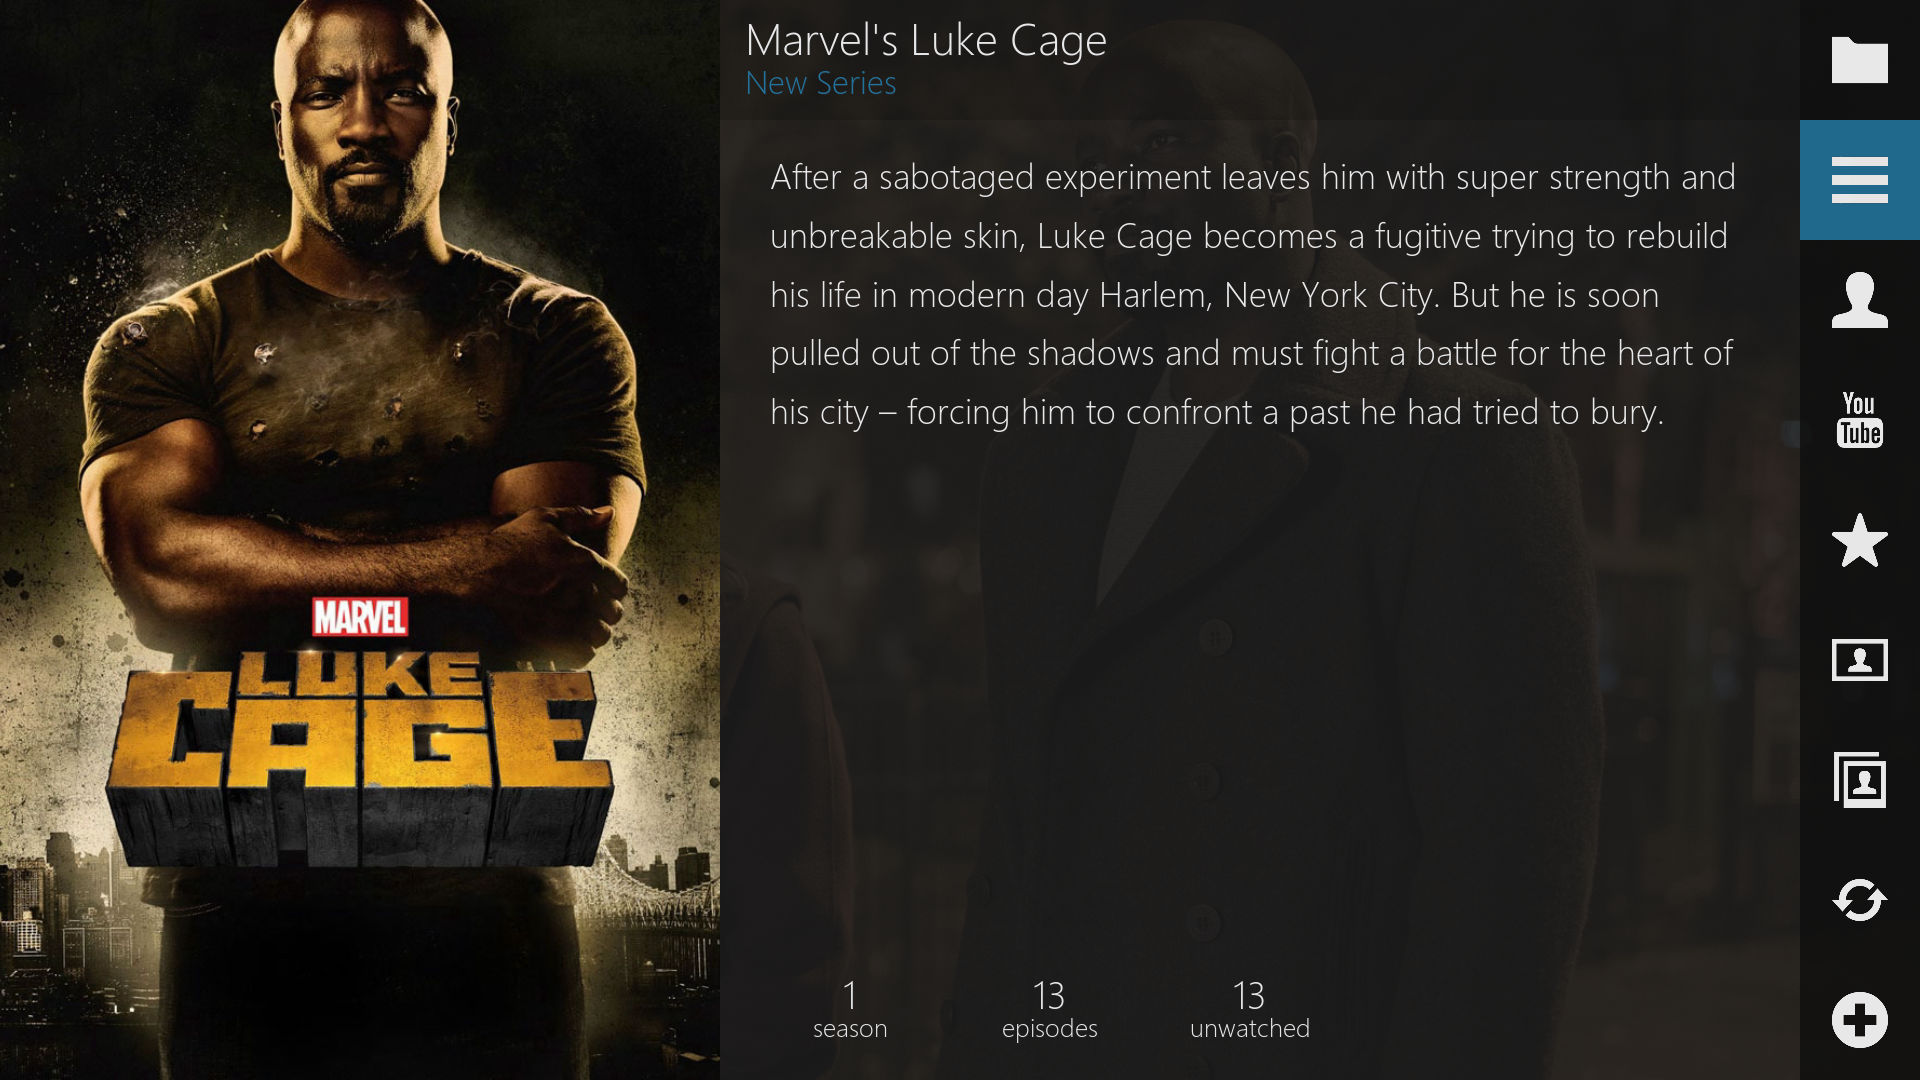 Marvel's Luke Cage
New Series
After a sabotaged experiment leaves him with super strength and
unbreakable skin, Luke Cage becomes a fugitive trying to rebuild
his life in modern day Harlem, New York City. But he is soon
pulled out of the shadows and must fight a battle for the heart of
his city – forcing him to confront a past he had tried to bury.
MARVEL
LUKE
CAGE
You
Tube
1
season
13
episodes
13
unwatched